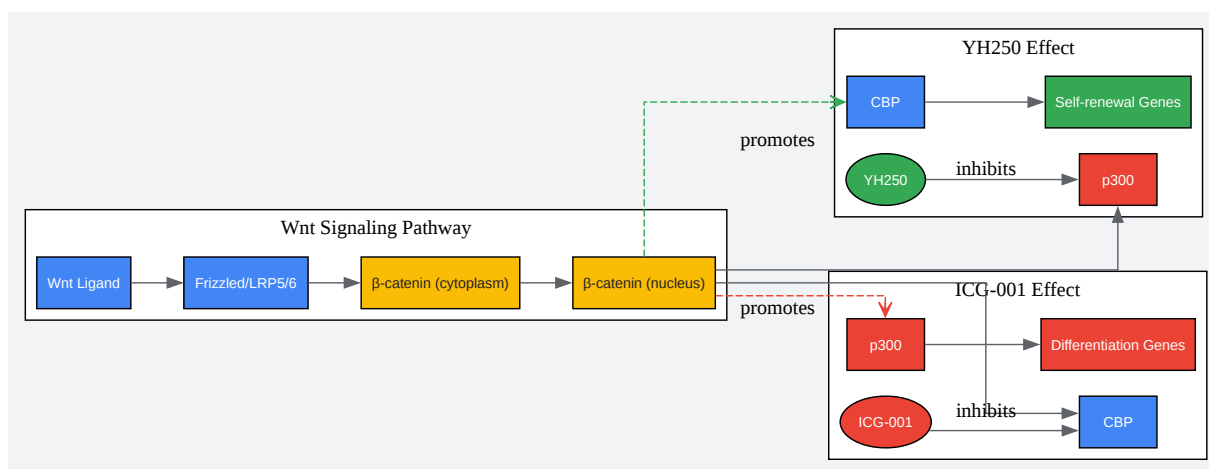 YH250 Effect
CBP
Self-renewal Genes
promotes
YH250
inhibits
p300
Wnt Signaling Pathway
Wnt Ligand
Frizzled/LRP5/6
β-catenin (cytoplasm)
β-catenin (nucleus)
promotes
ICG-001 Effect
p300
Differentiation Genes
ICG-001
inhibits
CBP